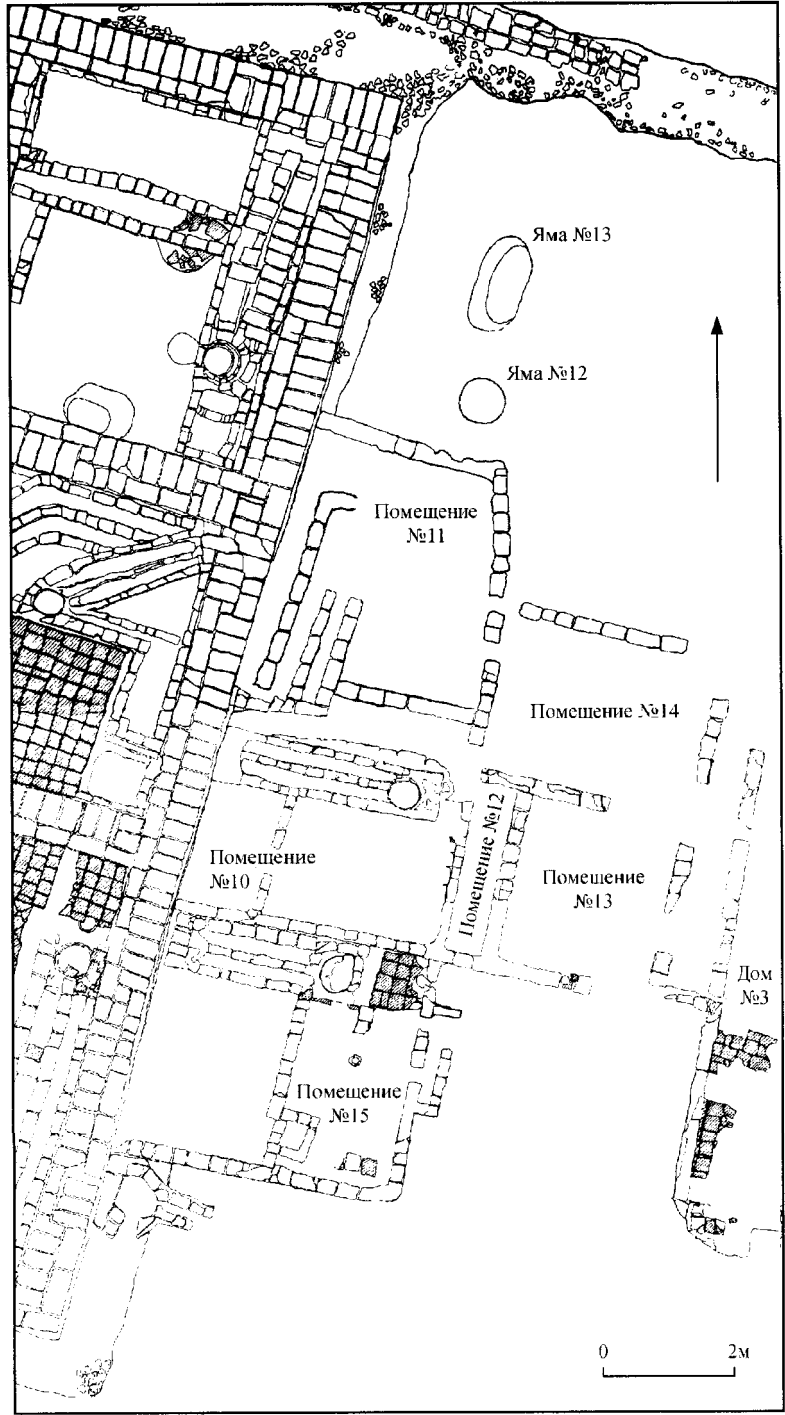 Яма №13
Яма №12
Помещение
№11
Помещение №14
Помещение
№10
Помещение №12
Помещение
№13
Дом
№3
Помещение
№15
0 2м